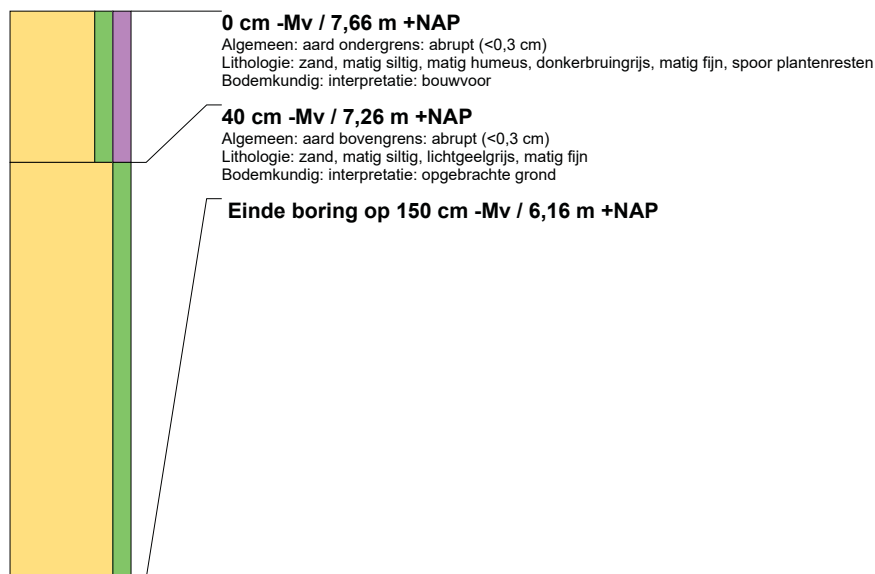 0 cm -Mv / 7,66 m +NAP
Algemeen: aard ondergrens: abrupt (<0,3 cm)
Lithologie: zand, matig siltig, matig humeus, donkerbruingrijs, matig fijn, spoor plantenresten
Bodemkundig: interpretatie: bouwvoor
40 cm -Mv / 7,26 m +NAP
Algemeen: aard bovengrens: abrupt (<0,3 cm)
Lithologie: zand, matig siltig, lichtgeelgrijs, matig fijn
Bodemkundig: interpretatie: opgebrachte grond
Einde boring op 150 cm -Mv / 6,16 m +NAP